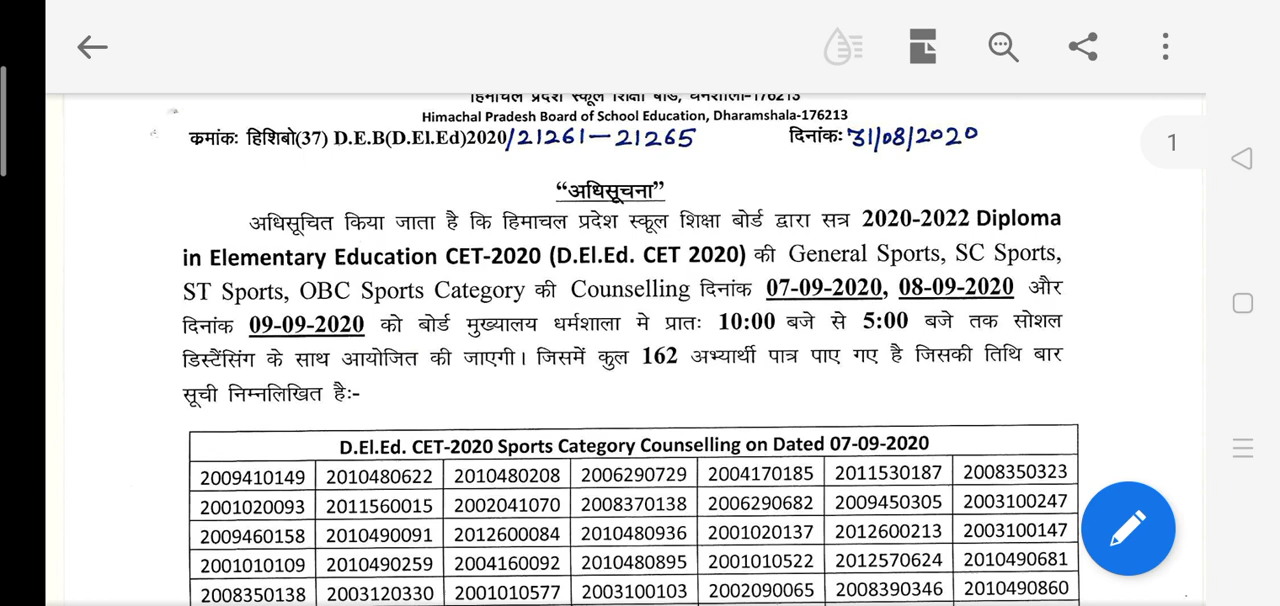 हिमाचल प्रदेश स्कूल शिक्षा बोर्ड, धर्मशाला-176213
Himachal Pradesh Board of School Education, Dharamshala-176213
कमांकः हिशिबो(37) D.E.B(D.El.Ed)2020/21261-21265 दिनांकः 31/08/2020
1
“अधिसूचना”
अधिसूचित किया जाता है कि हिमाचल प्रदेश स्कूल शिक्षा बोर्ड द्वारा सत्र 2020-2022 Diploma
in Elementary Education CET-2020 (D.El.Ed. CET 2020) की General Sports, SC Sports,
ST Sports, OBC Sports Category की Counselling दिनांक 07-09-2020, 08-09-2020 और
दिनांक 09-09-2020 को बोर्ड मुख्यालय धर्मशाला मे प्रातः 10:00 बजे से 5:00 बजे तक सोशल
डिस्टैंसिंग के साथ आयोजित की जाएगी। जिसमें कुल 162 अभ्यार्थी पात्र पाए गए है जिसकी तिथि बार
सूची निम्नलिखित हैः-
D.El.Ed. CET-2020 Sports Category Counselling on Dated 07-09-2020
2009410149 2010480622 2010480208 2006290729 2004170185 2011530187 2008350323
2001020093 2011560015 2002041070 2008370138 2006290682 2009450305 2003100247
2009460158 2010490091 2012600084 2010480936 2001020137 2012600213 2003100147
2001010109 2010490259 2004160092 2010480895 2001010522 2012570624 2010490681
2008350138 2003120330 2001010577 2003100103 2002090065 2008390346 2010490860